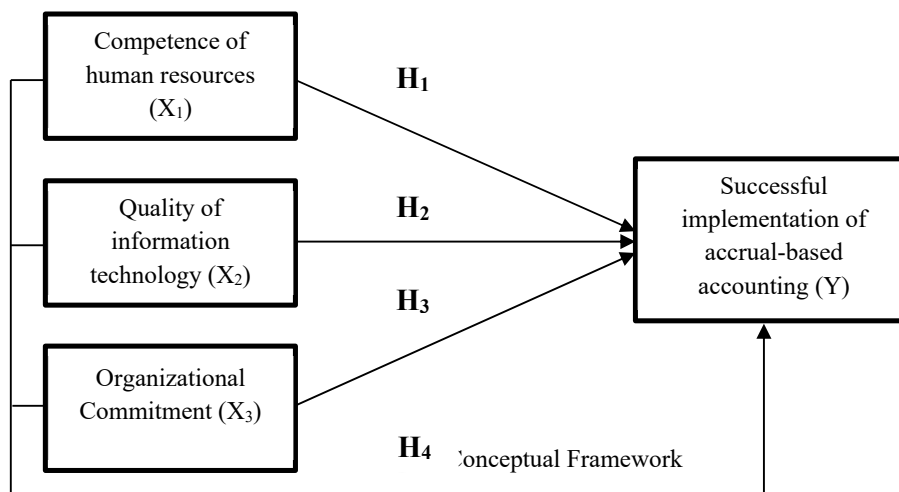 Competence of
human resources
(X₁)
H₁
Quality of
information
technology (X₂)
H₂
Successful
implementation of
accrual-based
accounting (Y)
H₃
Organizational
Commitment (X₃)
H₄
Framework